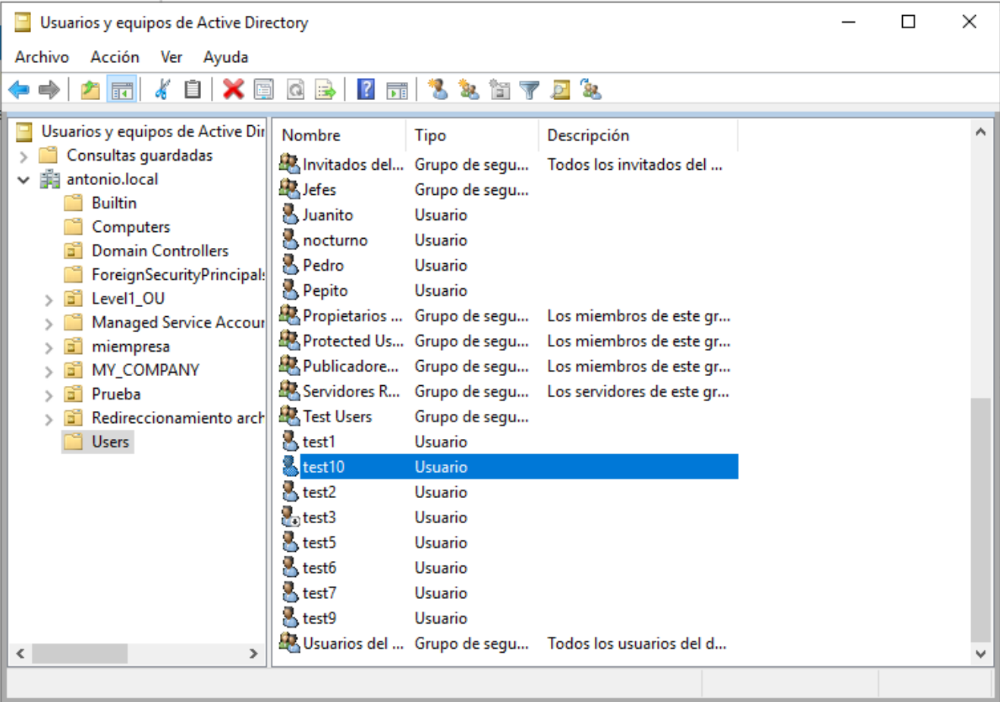 Usuarios y equipos de Active Directory
Archivo Acción Ver Ayuda
Usuarios y equipos de Active Dir
Consultas guardadas
antonio.local
Builtin
Computers
Domain Controllers
ForeignSecurityPrincipals
Level1_OU
Managed Service Accour
miempresa
MY_COMPANY
Prueba
Redireccionamiento arch
Users
Nombre Tipo Descripción
Invitados del... Grupo de segu... Todos los invitados del ...
Jefes Grupo de segu...
Juanito Usuario
nocturno Usuario
Pedro Usuario
Pepito Usuario
Propietarios ... Grupo de segu... Los miembros de este gr...
Protected Us... Grupo de segu... Los miembros de este gr...
Publicadore... Grupo de segu... Los miembros de este gr...
Servidores R... Grupo de segu... Los servidores de este gr...
Test Users Grupo de segu...
test1 Usuario
test10 Usuario
test2 Usuario
test3 Usuario
test5 Usuario
test6 Usuario
test7 Usuario
test9 Usuario
Usuarios del ... Grupo de segu... Todos los usuarios del d...